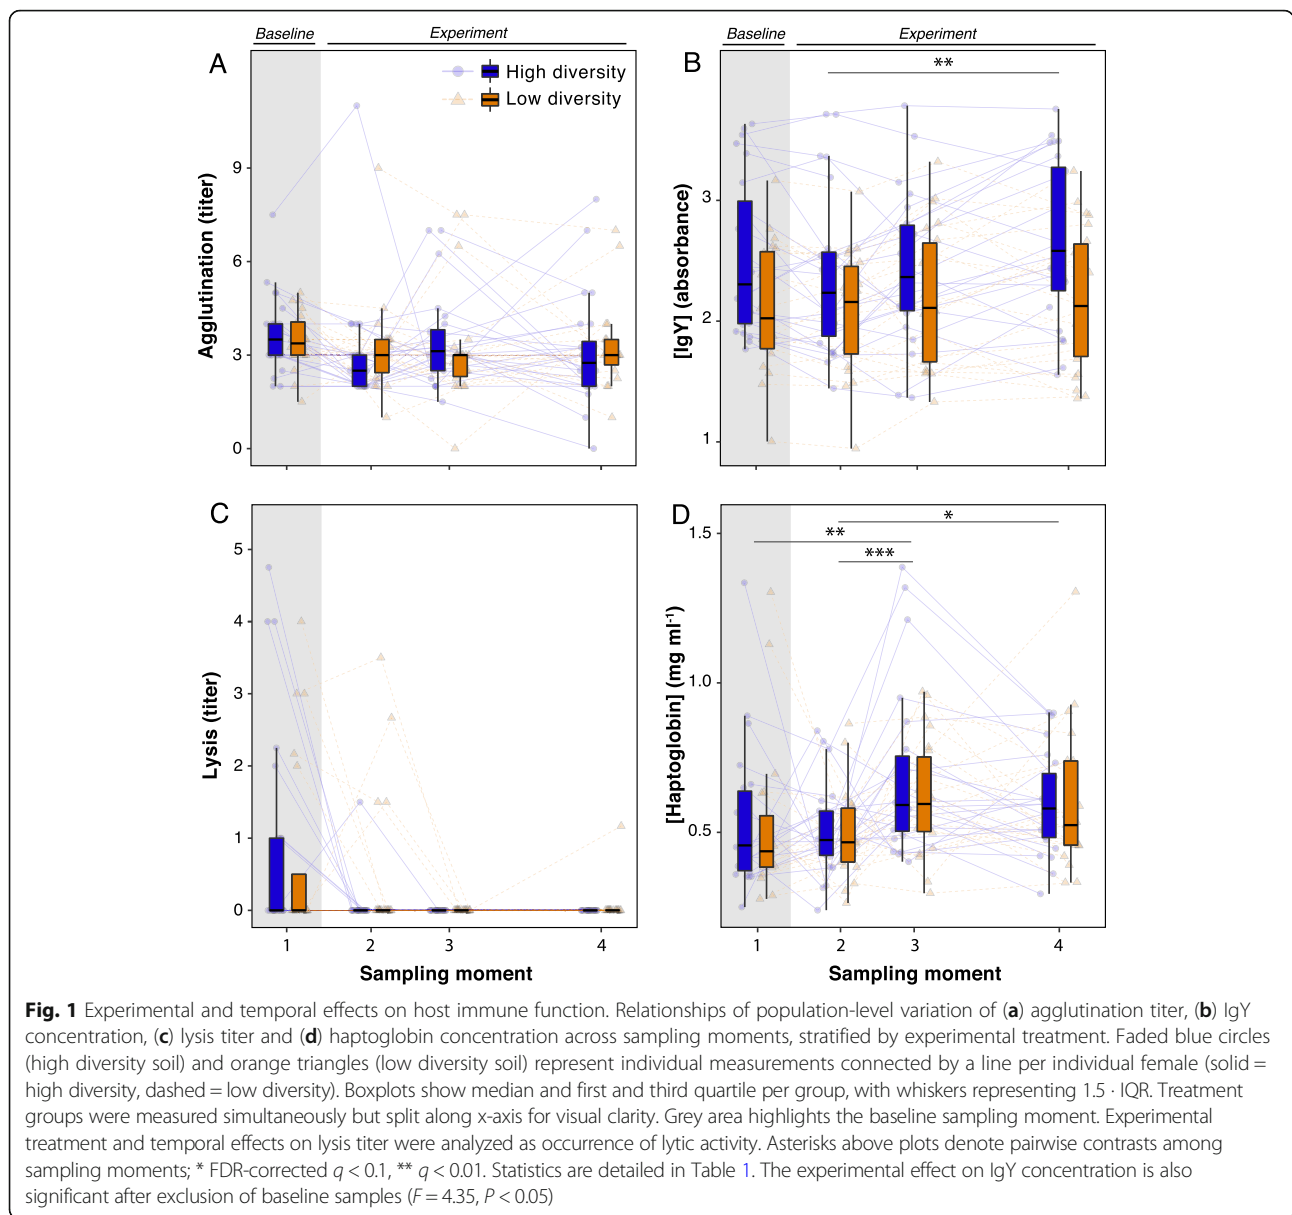 Baseline Experiment
A
High diversity
Low diversity
Agglutination (titer)
9
6
3
0
Baseline Experiment
B
**
[IgY] (absorbance)
3
2
1
C
Lysis (titer)
5
4
3
2
1
0
1 2 3 4
Sampling moment
D
*
**
***
[Haptoglobin] (mg ml⁻¹)
1.5
1.0
0.5
1 2 3 4
Sampling moment
Fig. 1 Experimental and temporal effects on host immune function. Relationships of population-level variation of (a) agglutination titer, (b) IgY
concentration, (c) lysis titer and (d) haptoglobin concentration across sampling moments, stratified by experimental treatment. Faded blue circles
(high diversity soil) and orange triangles (low diversity soil) represent individual measurements connected by a line per individual female (solid =
high diversity, dashed = low diversity). Boxplots show median and first and third quartile per group, with whiskers representing 1.5 · IQR. Treatment
groups were measured simultaneously but split along x-axis for visual clarity. Grey area highlights the baseline sampling moment. Experimental
treatment and temporal effects on lysis titer were analyzed as occurrence of lytic activity. Asterisks above plots denote pairwise contrasts among
sampling moments; * FDR-corrected q < 0.1, ** q < 0.01. Statistics are detailed in Table 1. The experimental effect on IgY concentration is also
significant after exclusion of baseline samples (F = 4.35, P < 0.05)